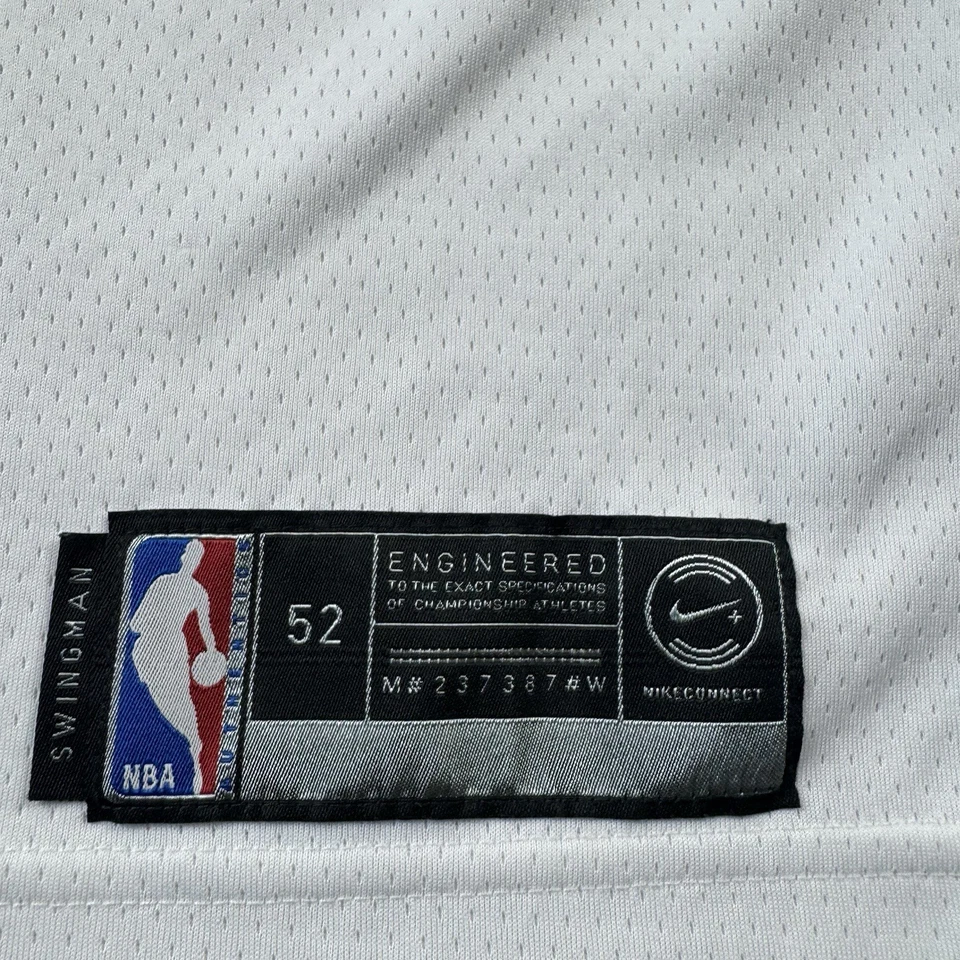 SWINGMAN
NBA
AUTHENTICS
52
ENGINEERED
TO THE EXACT SPECIFICATIONS
OF CHAMPIONSHIP ATHLETES
M# 237387 #W
NIKECONNECT